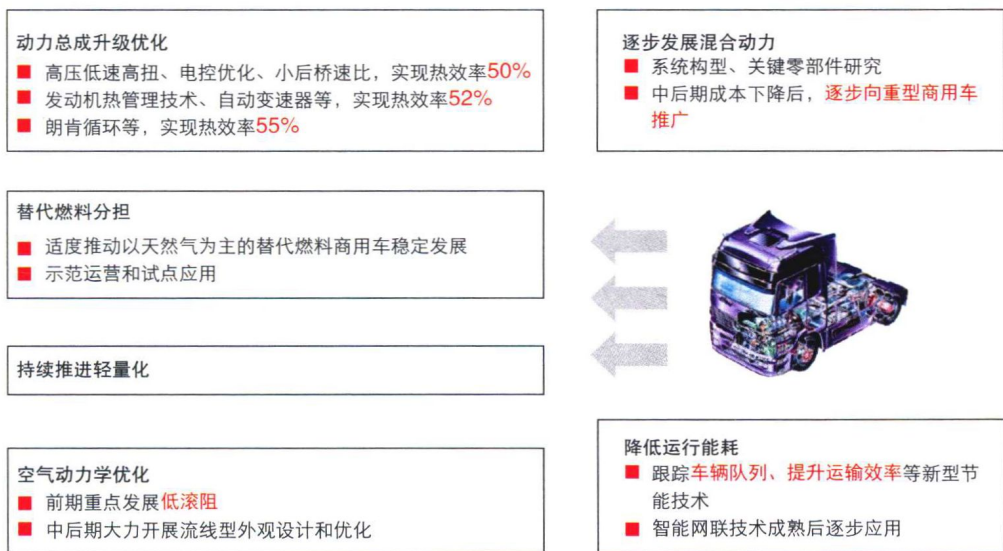 动力总成升级优化
高压低速高扭、电控优化、小后桥速比，实现热效率50%
发动机热管理技术、自动变速器等，实现热效率52%
朗肯循环等，实现热效率55%
逐步发展混合动力
系统构型、关键零部件研究
中后期成本下降后，逐步向重型商用车
推广
替代燃料分担
适度推动以天然气为主的替代燃料商用车稳定发展
示范运营和试点应用
持续推进轻量化
空气动力学优化
前期重点发展低滚阻
中后期大力开展流线型外观设计和优化
降低运行能耗
跟踪车辆队列、提升运输效率等新型节
能技术
智能网联技术成熟后逐步应用